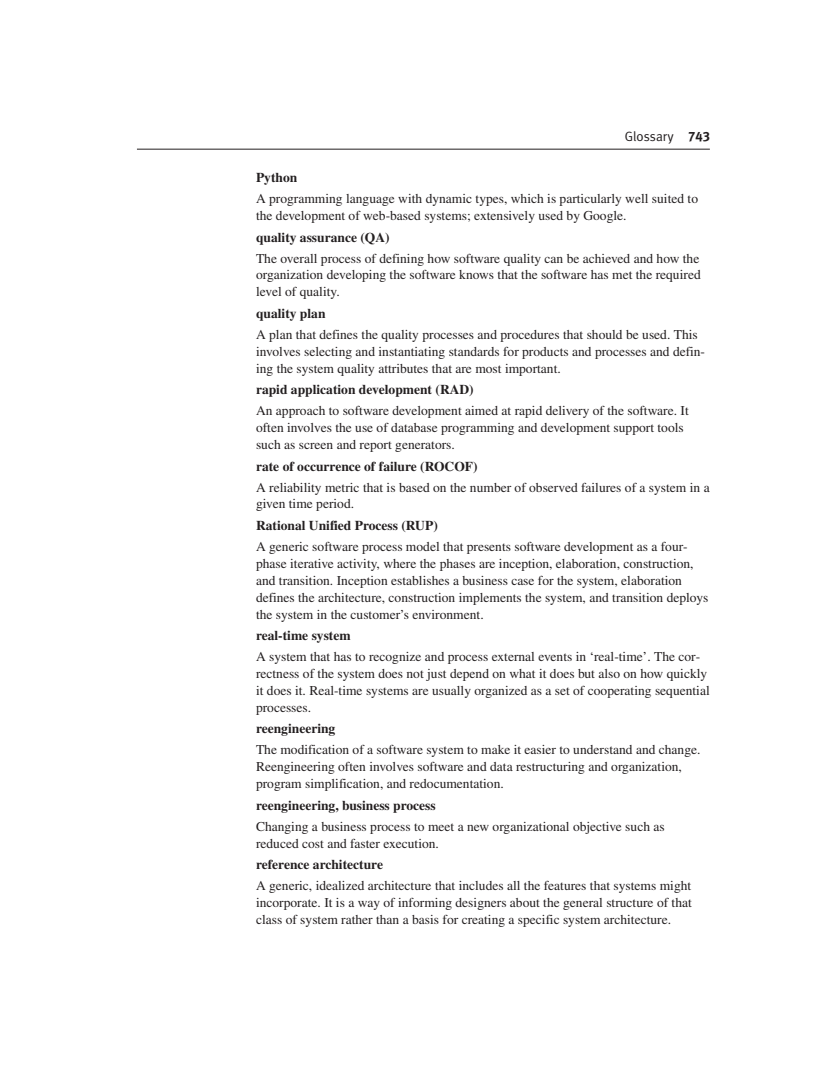 Glossary 743
Python
A programming language with dynamic types, which is particularly well suited to
the development of web-based systems; extensively used by Google.
quality assurance (QA)
The overall process of defining how software quality can be achieved and how the
organization developing the software knows that the software has met the required
level of quality.
quality plan
A plan that defines the quality processes and procedures that should be used. This
involves selecting and instantiating standards for products and processes and defin-
ing the system quality attributes that are most important.
rapid application development (RAD)
An approach to software development aimed at rapid delivery of the software. It
often involves the use of database programming and development support tools
such as screen and report generators.
rate of occurrence of failure (ROCOF)
A reliability metric that is based on the number of observed failures of a system in a
given time period.
Rational Unified Process (RUP)
A generic software process model that presents software development as a four-
phase iterative activity, where the phases are inception, elaboration, construction,
and transition. Inception establishes a business case for the system, elaboration
defines the architecture, construction implements the system, and transition deploys
the system in the customer’s environment.
real-time system
A system that has to recognize and process external events in ‘real-time’. The cor-
rectness of the system does not just depend on what it does but also on how quickly
it does it. Real-time systems are usually organized as a set of cooperating sequential
processes.
reengineering
The modification of a software system to make it easier to understand and change.
Reengineering often involves software and data restructuring and organization,
program simplification, and redocumentation.
reengineering, business process
Changing a business process to meet a new organizational objective such as
reduced cost and faster execution.
reference architecture
A generic, idealized architecture that includes all the features that systems might
incorporate. It is a way of informing designers about the general structure of that
class of system rather than a basis for creating a specific system architecture.